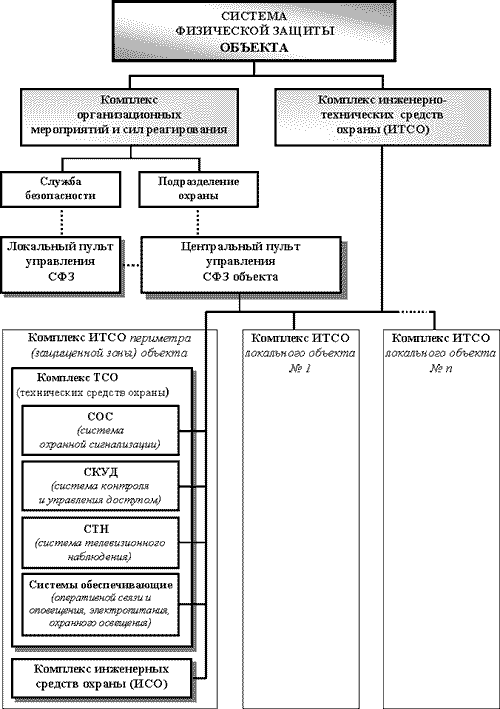 СИСТЕМА
ФИЗИЧЕСКОЙ ЗАЩИТЫ
ОБЪЕКТА
Комплекс
организационных
мероприятий и сил реагирования
Комплекс инженерно-
технических средств
охраны (ИТСО)
Служба
безопасности
Подразделение
охраны
Локальный пульт
управления
СФЗ
Центральный пульт
управления
СФЗ объекта
Комплекс ИТСО периметра
(защищенной зоны) объекта
Комплекс ТСО
(технических средств охраны)
СОС
(система
охранной сигнализации)
СКУД
(система контроля
и управления доступом)
СТН
(система телевизионного
наблюдения)
Системы обеспечивающие
(оперативной связи и
оповещения, электропитания,
охранного освещения)
Комплекс инженерных
средств охраны (ИСО)
Комплекс ИТСО
локального объекта
№ 1
Комплекс ИТСО
локального объекта
№ n